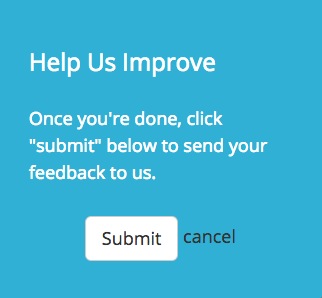 Help Us Improve
Once you're done, click
"submit" below to send your
feedback to us.
Submit cancel